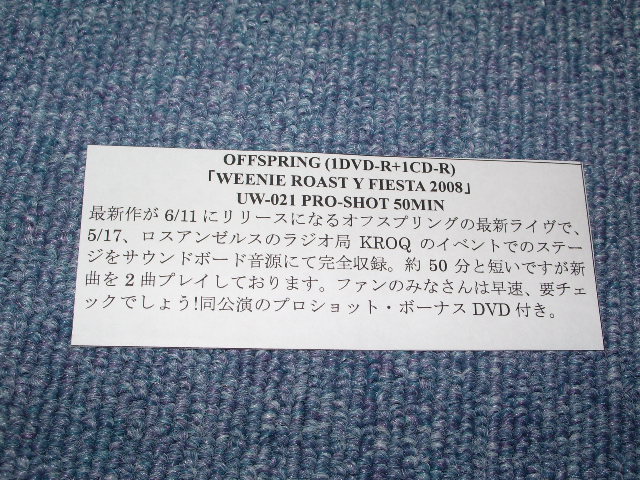 OFFSPRING (1DVD-R+1CD-R)
「WEENIE ROAST Y FIESTA 2008」
UW-021 PRO-SHOT 50MIN
最新作が 6/11 にリリースになるオフスプリングの最新ライヴで、
5/17、ロスアンゼルスのラジオ局 KROQ のイベントでのステー
ジをサウンドボード音源にて完全収録。約 50 分と短いですが新
曲を 2 曲プレイしております。ファンのみなさんは早速、要チェ
ックでしょう!同公演のプロショット・ボーナス DVD 付き。